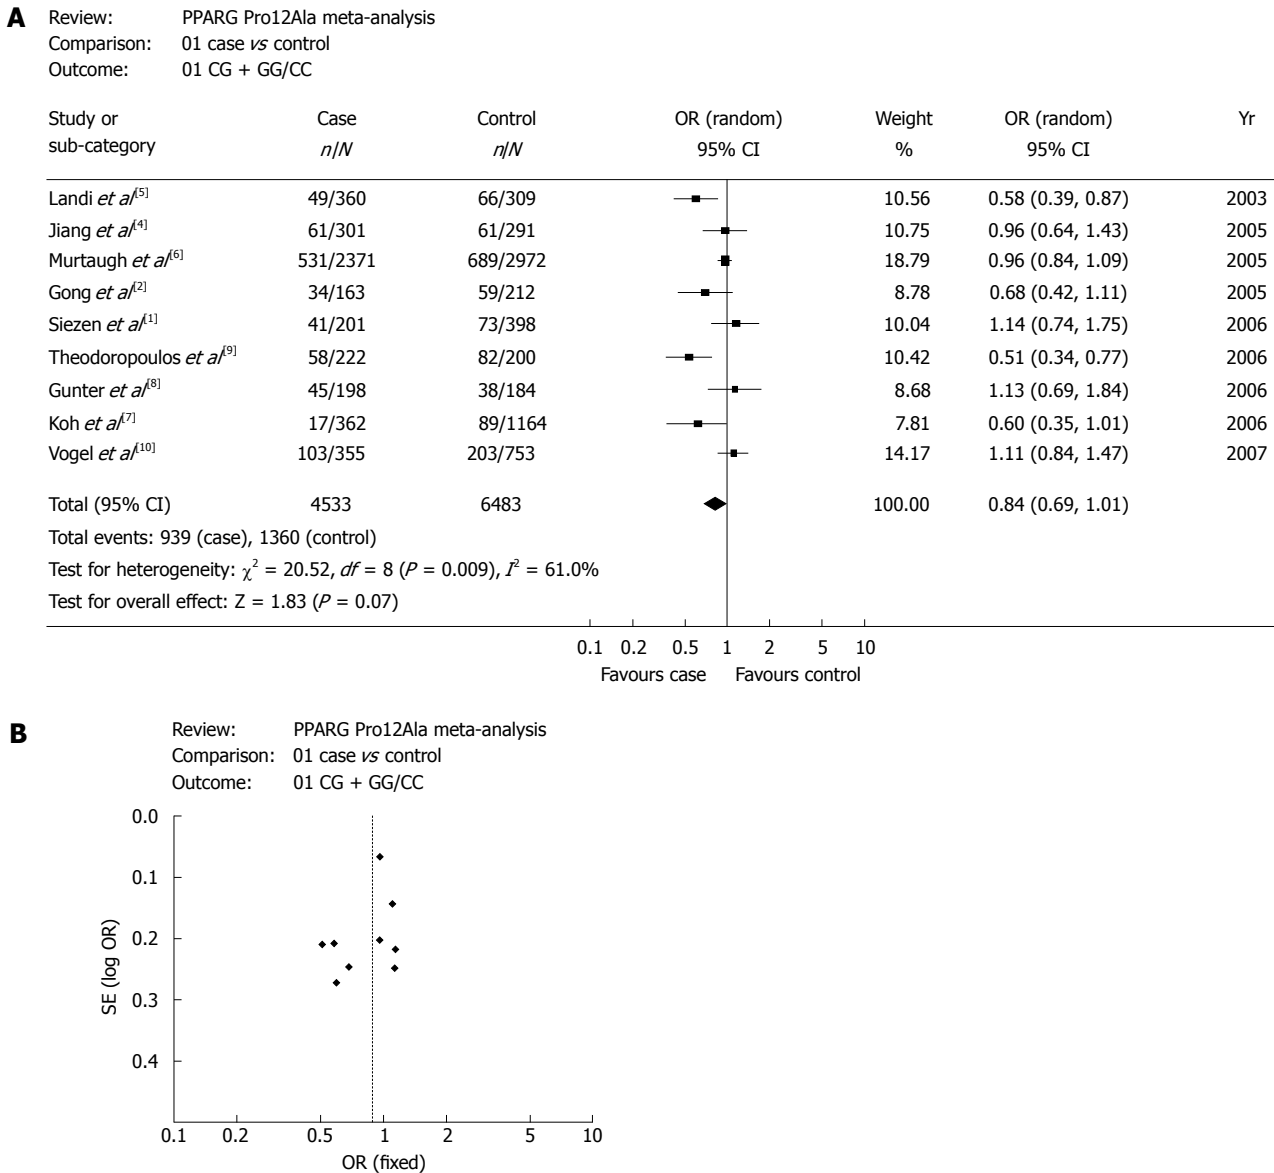 A
Review: PPARG Pro12Ala meta-analysis
Comparison: 01 case vs control
Outcome: 01 CG + GG/CC
Study or sub-category Case n/N Control n/N OR (random) 95% CI Weight % OR (random) 95% CI Yr
Landi et al[5] 49/360 66/309 10.56 0.58 (0.39, 0.87) 2003
Jiang et al[4] 61/301 61/291 10.75 0.96 (0.64, 1.43) 2005
Murtaugh et al[6] 531/2371 689/2972 18.79 0.96 (0.84, 1.09) 2005
Gong et al[2] 34/163 59/212 8.78 0.68 (0.42, 1.11) 2005
Siezen et al[1] 41/201 73/398 10.04 1.14 (0.74, 1.75) 2006
Theodoropoulos et al[9] 58/222 82/200 10.42 0.51 (0.34, 0.77) 2006
Gunter et al[8] 45/198 38/184 8.68 1.13 (0.69, 1.84) 2006
Koh et al[7] 17/362 89/1164 7.81 0.60 (0.35, 1.01) 2006
Vogel et al[10] 103/355 203/753 14.17 1.11 (0.84, 1.47) 2007
Total (95% CI) 4533 6483 100.00 0.84 (0.69, 1.01)
Total events: 939 (case), 1360 (control)
Test for heterogeneity: χ² = 20.52, df = 8 (P = 0.009), I² = 61.0%
Test for overall effect: Z = 1.83 (P = 0.07)
0.1 0.2 0.5 1 2 5 10
Favours case Favours control
B
Review: PPARG Pro12Ala meta-analysis
Comparison: 01 case vs control
Outcome: 01 CG + GG/CC
SE (log OR)
0.0
0.1
0.2
0.3
0.4
0.1 0.2 0.5 1 2 5 10
OR (fixed)